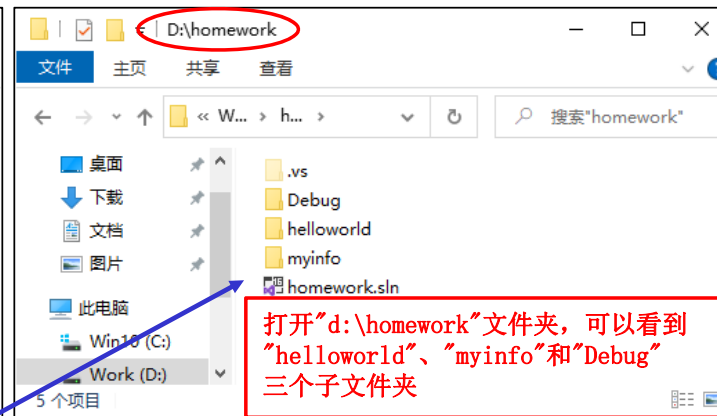 D:\homework
文件 主页 共享 查看
« W... › h... › 搜索"homework"
桌面
下载
文档
图片
此电脑
Win10 (C:)
Work (D:)
.vs
Debug
helloworld
myinfo
homework.sln
打开"d:\homework"文件夹，可以看到
"helloworld"、"myinfo"和"Debug"
三个子文件夹
5 个项目